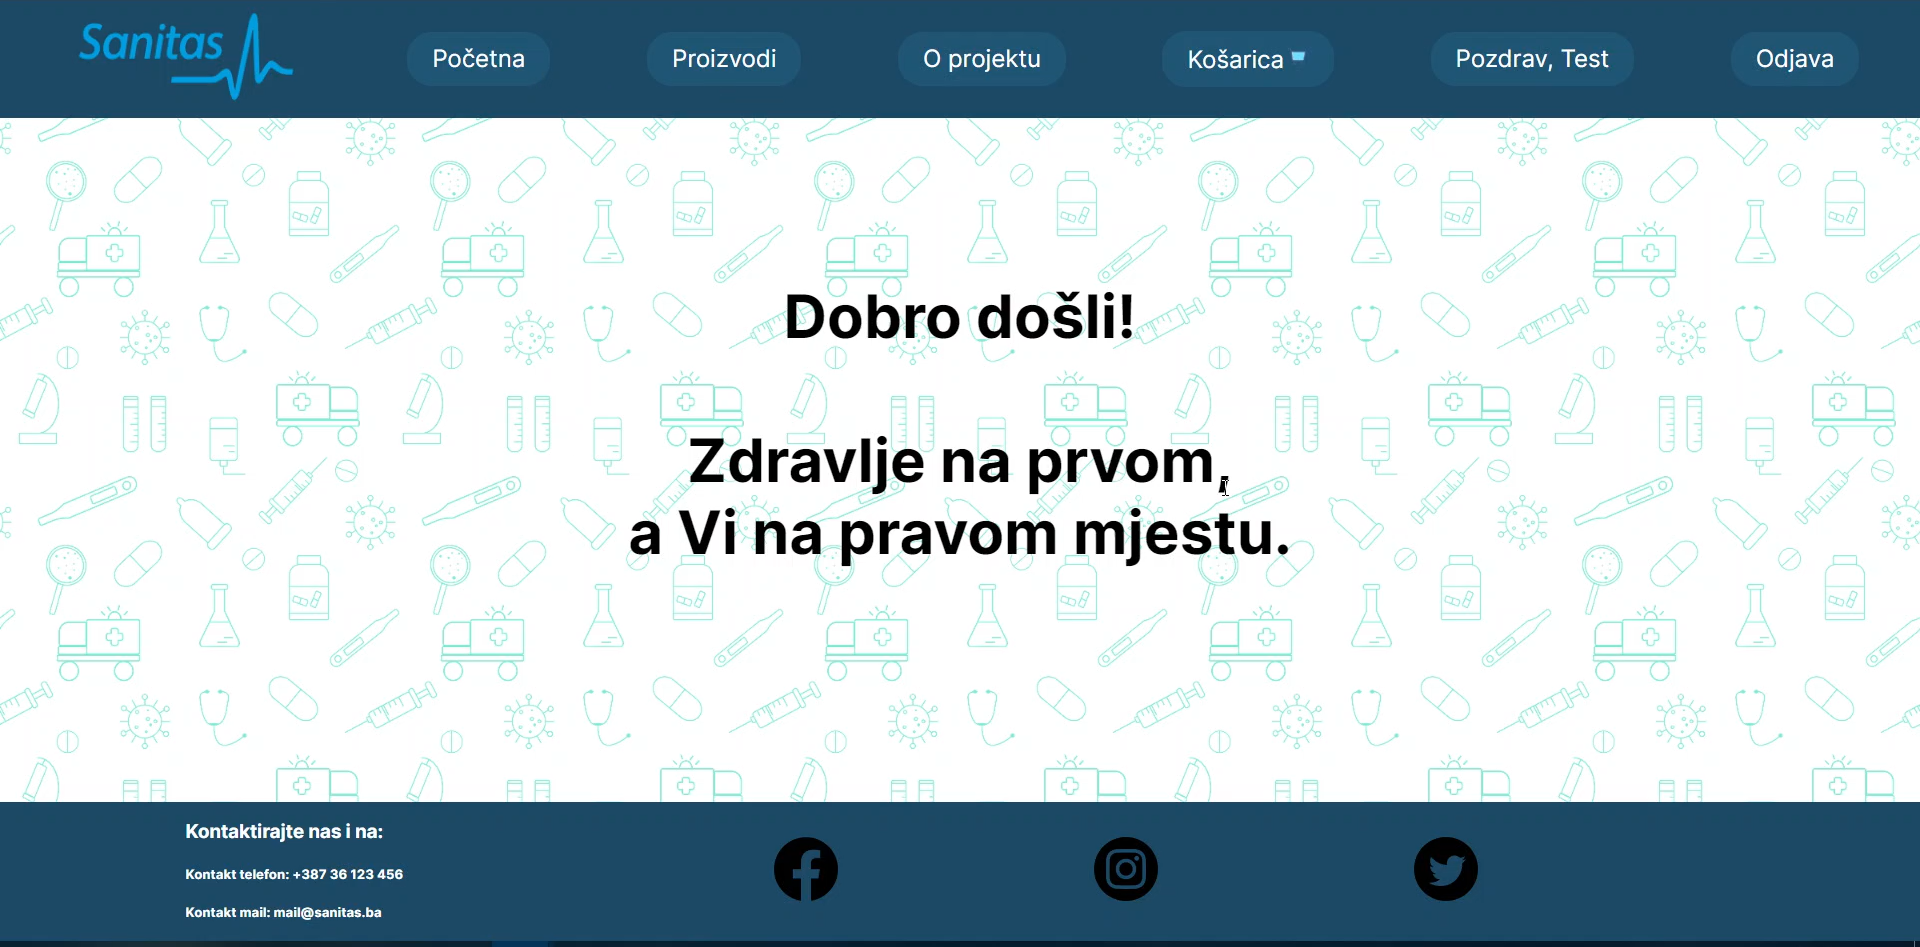 Sanitas
Početna
Proizvodi
O projektu
Košarica
Pozdrav, Test
Odjava
Dobro došli!
Zdravlje na prvom,
a Vi na pravom mjestu.
Kontaktirajte nas i na:
Kontakt telefon: +387 36 123 456
Kontakt mail: mail@sanitas.ba